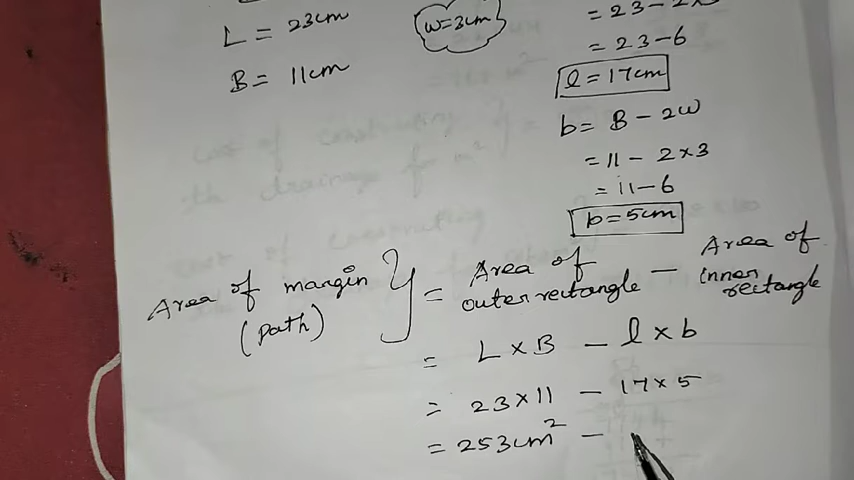 L = 23cm
B = 11cm
W=3cm
= 23-6
l = 17cm
b = B - 2W
= 11 - 2×3
= 11-6
b=5cm
Area of margin (path) } = Area of outer rectangle - Area of inner rectangle
= L × B - l × b
= 23×11 - 17×5
= 253cm² -